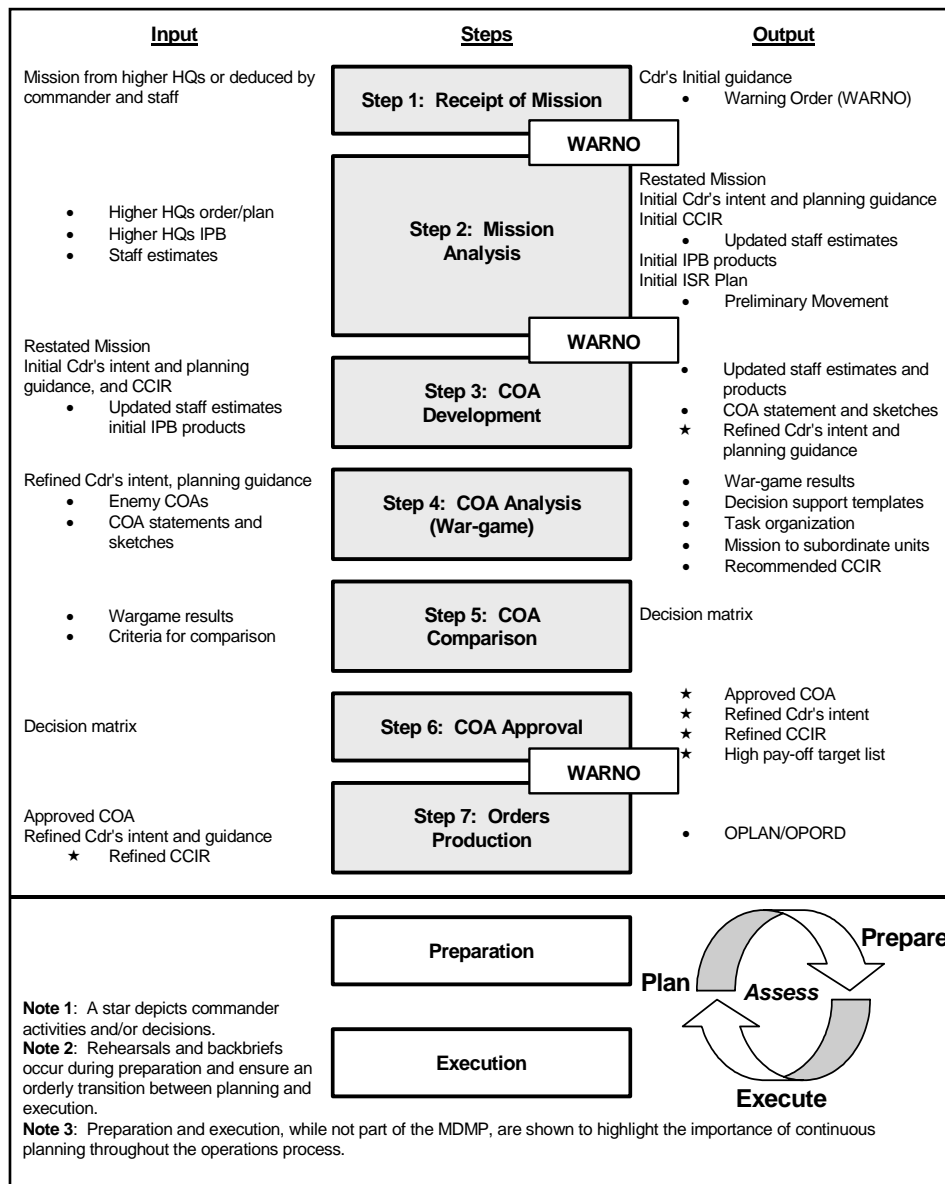 Input
Steps
Output
Mission from higher HQs or deduced by
commander and staff
Step 1: Receipt of Mission
Cdr's Initial guidance
• Warning Order (WARNO)
WARNO
• Higher HQs order/plan
• Higher HQs IPB
• Staff estimates
Step 2: Mission
Analysis
Restated Mission
Initial Cdr's intent and planning guidance
Initial CCIR
• Updated staff estimates
Initial IPB products
Initial ISR Plan
• Preliminary Movement
WARNO
Restated Mission
Initial Cdr's intent and planning
guidance, and CCIR
• Updated staff estimates
initial IPB products
Step 3: COA
Development
• Updated staff estimates and
products
• COA statement and sketches
★ Refined Cdr's intent and
planning guidance
Refined Cdr's intent, planning guidance
• Enemy COAs
• COA statements and
sketches
Step 4: COA Analysis
(War-game)
• War-game results
• Decision support templates
• Task organization
• Mission to subordinate units
• Recommended CCIR
• Wargame results
• Criteria for comparison
Step 5: COA
Comparison
Decision matrix
Decision matrix
Step 6: COA Approval
★ Approved COA
★ Refined Cdr's intent
★ Refined CCIR
★ High pay-off target list
WARNO
Approved COA
Refined Cdr's intent and guidance
★ Refined CCIR
Step 7: Orders
Production
• OPLAN/OPORD
Preparation
Execution
Plan
Prepare
Assess
Execute
Note 1: A star depicts commander
activities and/or decisions.
Note 2: Rehearsals and backbriefs
occur during preparation and ensure an
orderly transition between planning and
execution.
Note 3: Preparation and execution, while not part of the MDMP, are shown to highlight the importance of continuous
planning throughout the operations process.